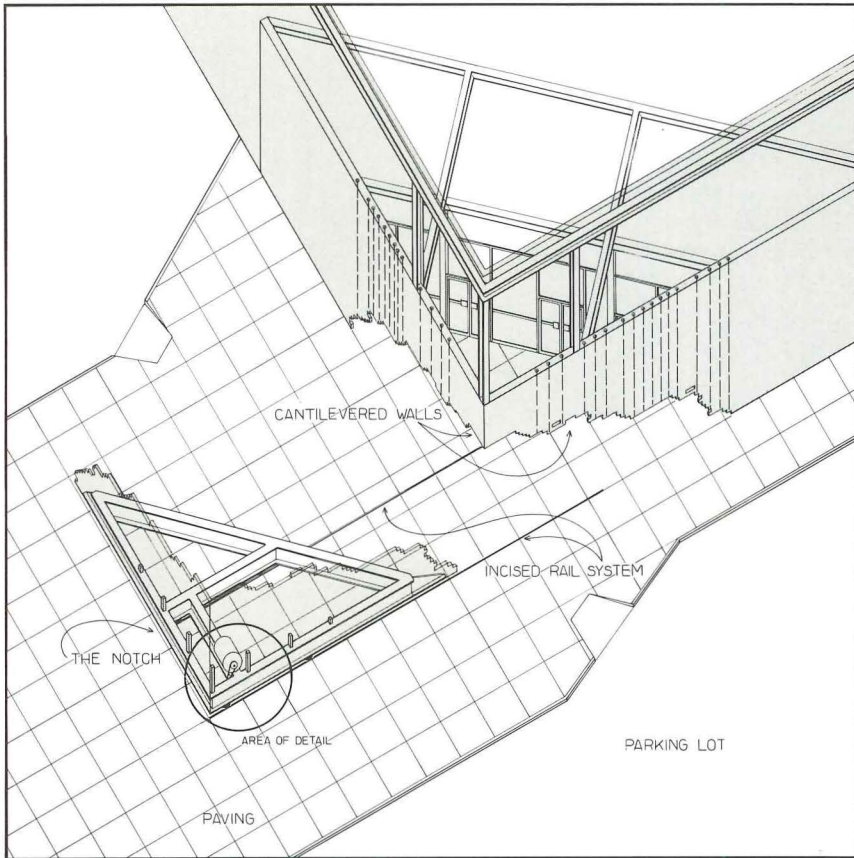 CANTILEVERED WALLS
INCISED RAIL SYSTEM
THE NOTCH
AREA OF DETAIL
PARKING LOT
PAVING